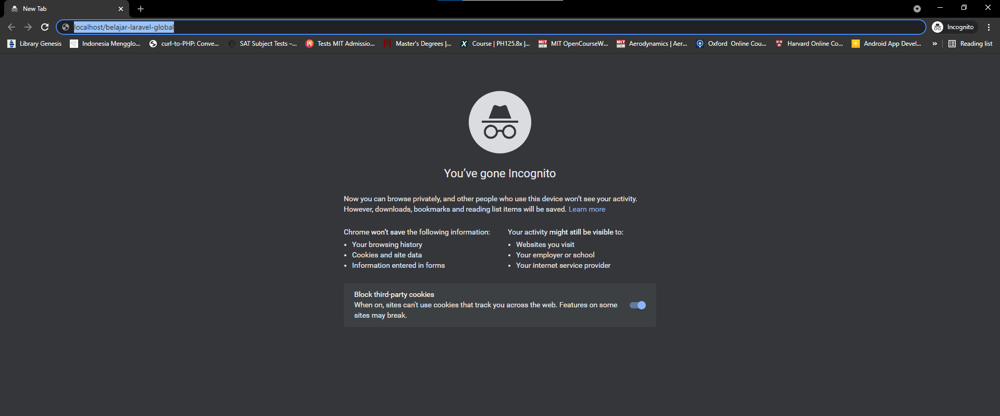 New Tab
localhost/belajar-laravel-global
Incognito
Library Genesis
Indonesia Mengglo...
curl-to-PHP: Conve...
SAT Subject Tests –...
Tests MIT Admissio...
Master's Degrees |...
Course | PH125.8x |...
MIT OpenCourseW...
Aerodynamics | Aer...
Oxford Online Cou...
Harvard Online Co...
Android App Devel...
»
Reading list
You’ve gone Incognito
Now you can browse privately, and other people who use this device won’t see your activity.
However, downloads, bookmarks and reading list items will be saved. Learn more
Chrome won’t save the following information:
• Your browsing history
• Cookies and site data
• Information entered in forms
Your activity might still be visible to:
• Websites you visit
• Your employer or school
• Your internet service provider
Block third-party cookies
When on, sites can't use cookies that track you across the web. Features on some
sites may break.